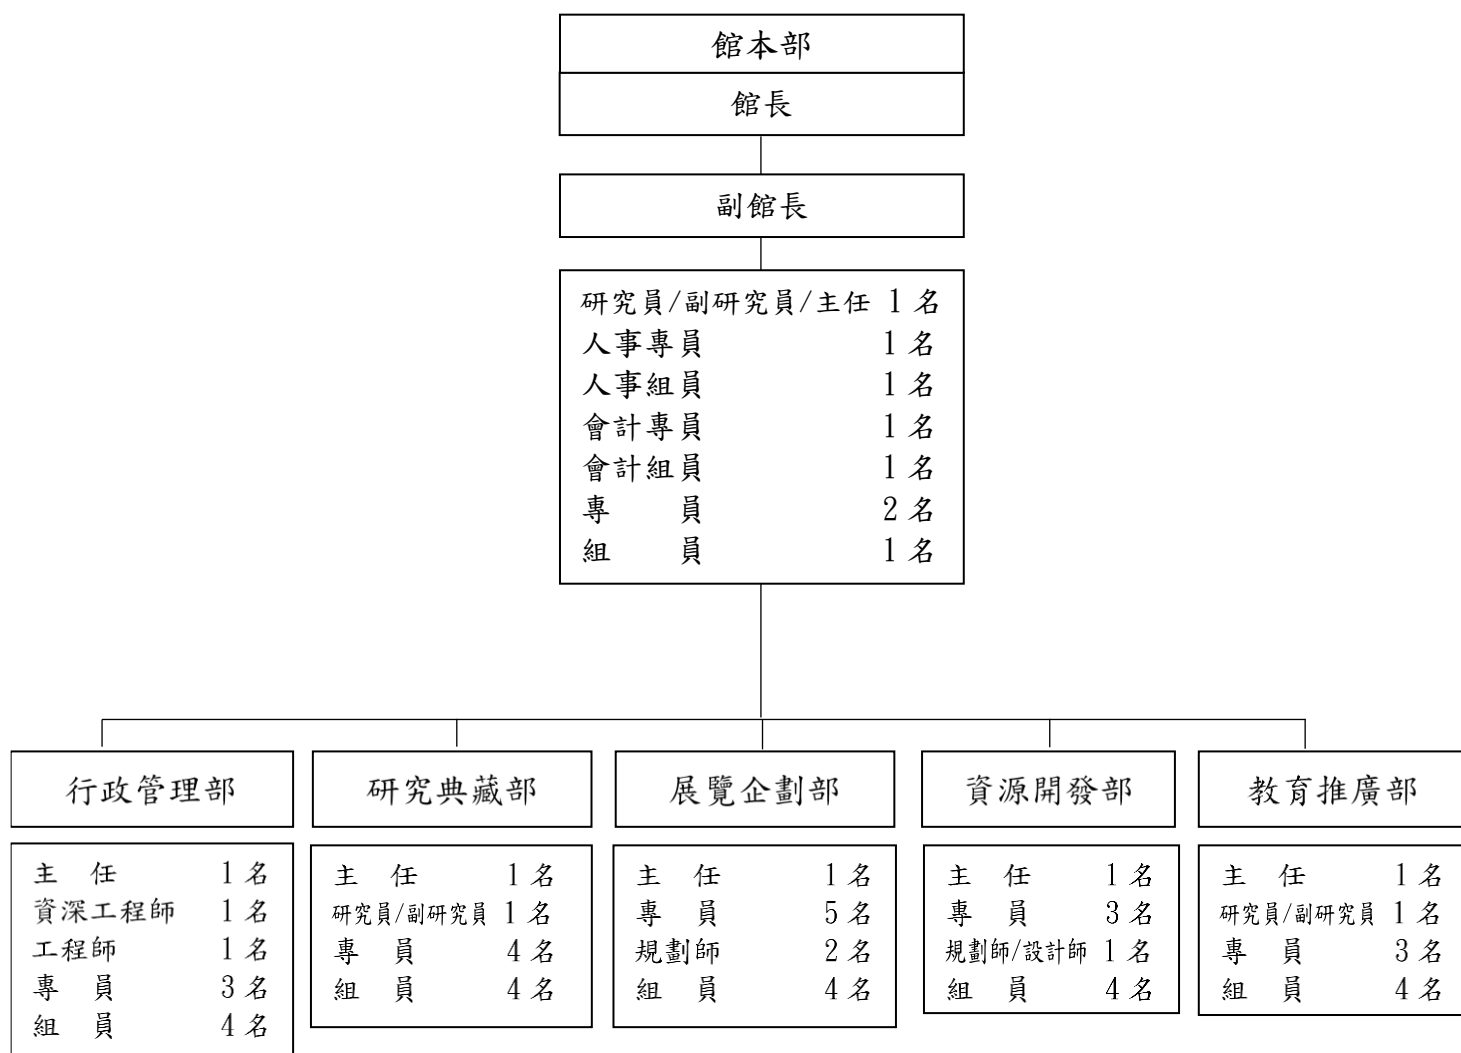 館本部
館長
副館長
研究員/副研究員/主任 1 名
人事專員 1 名
人事組員 1 名
會計專員 1 名
會計組員 1 名
專 員 2 名
組 員 1 名
行政管理部
主 任 1 名
資深工程師 1 名
工程師 1 名
專 員 3 名
組 員 4 名
研究典藏部
主 任 1 名
研究員/副研究員 1 名
專 員 4 名
組 員 4 名
展覽企劃部
主 任 1 名
專 員 5 名
規劃師 2 名
組 員 4 名
資源開發部
主 任 1 名
專 員 3 名
規劃師/設計師 1 名
組 員 4 名
教育推廣部
主 任 1 名
研究員/副研究員 1 名
專 員 3 名
組 員 4 名